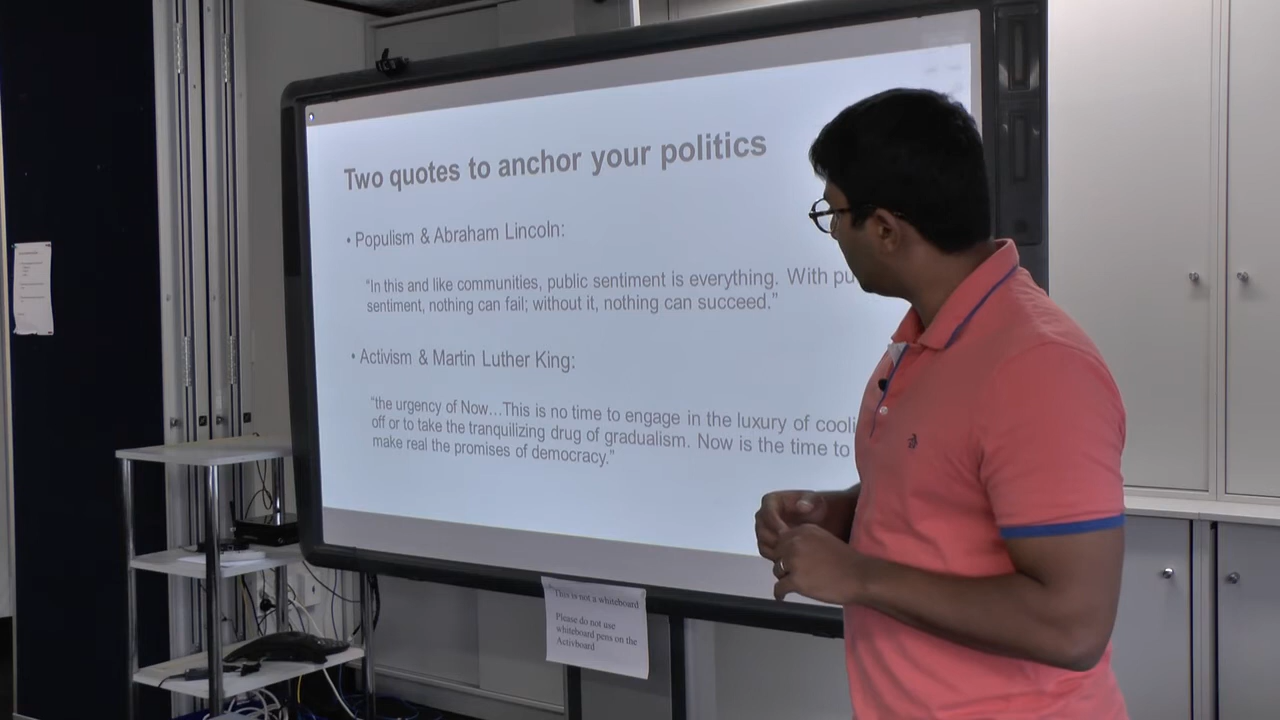 Two quotes to anchor your politics
• Populism & Abraham Lincoln:
“In this and like communities, public sentiment is everything. With pu
sentiment, nothing can fail; without it, nothing can succeed.”
• Activism & Martin Luther King:
“the urgency of Now…This is no time to engage in the luxury of cooli
off or to take the tranquilizing drug of gradualism. Now is the time to
make real the promises of democracy.”
This is not a whiteboard
Please do not use
whiteboard pens on the
Activboard